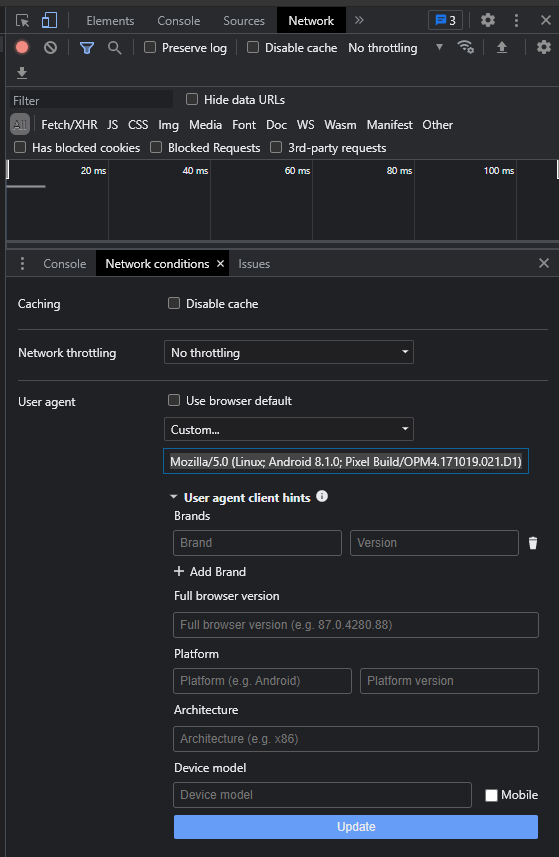 Elements Console Sources Network » 3
Preserve log Disable cache No throttling
Filter Hide data URLs
All Fetch/XHR JS CSS Img Media Font Doc WS Wasm Manifest Other
Has blocked cookies Blocked Requests 3rd-party requests
20 ms 40 ms 60 ms 80 ms 100 ms
Console Network conditions × Issues ×
Caching Disable cache
Network throttling No throttling
User agent Use browser default
Custom...
Mozilla/5.0 (Linux; Android 8.1.0; Pixel Build/OPM4.171019.021.D1)
User agent client hints
Brands
Brand Version
+ Add Brand
Full browser version
Full browser version (e.g. 87.0.4280.88)
Platform
Platform (e.g. Android) Platform version
Architecture
Architecture (e.g. x86)
Device model
Device model Mobile
Update